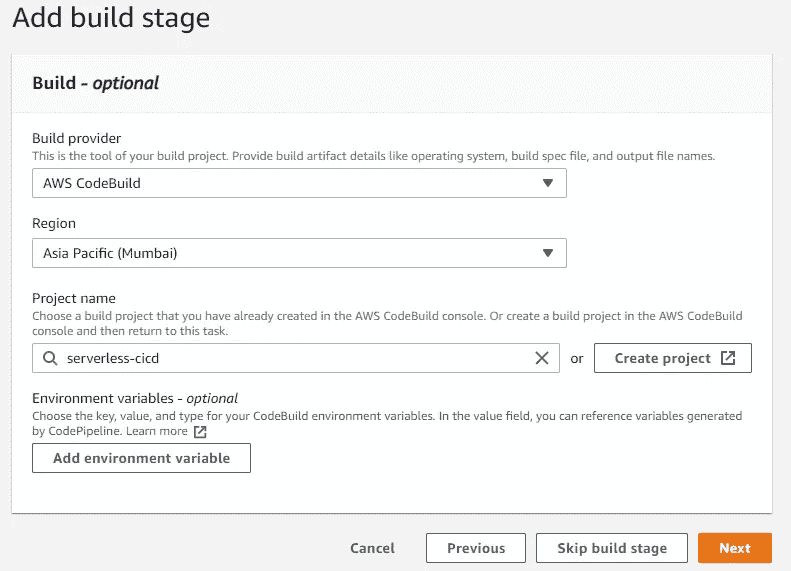 Add build stage
Build - optional
Build provider
This is the tool of your build project. Provide build artifact details like operating system, build spec file, and output file names.
AWS CodeBuild
Region
Asia Pacific (Mumbai)
Project name
Choose a build project that you have already created in the AWS CodeBuild console. Or create a build project in the AWS CodeBuild
console and then return to this task.
serverless-cicd or Create project
Environment variables - optional
Choose the key, value, and type for your CodeBuild environment variables. In the value field, you can reference variables generated
by CodePipeline. Learn more
Add environment variable
Cancel Previous Skip build stage Next